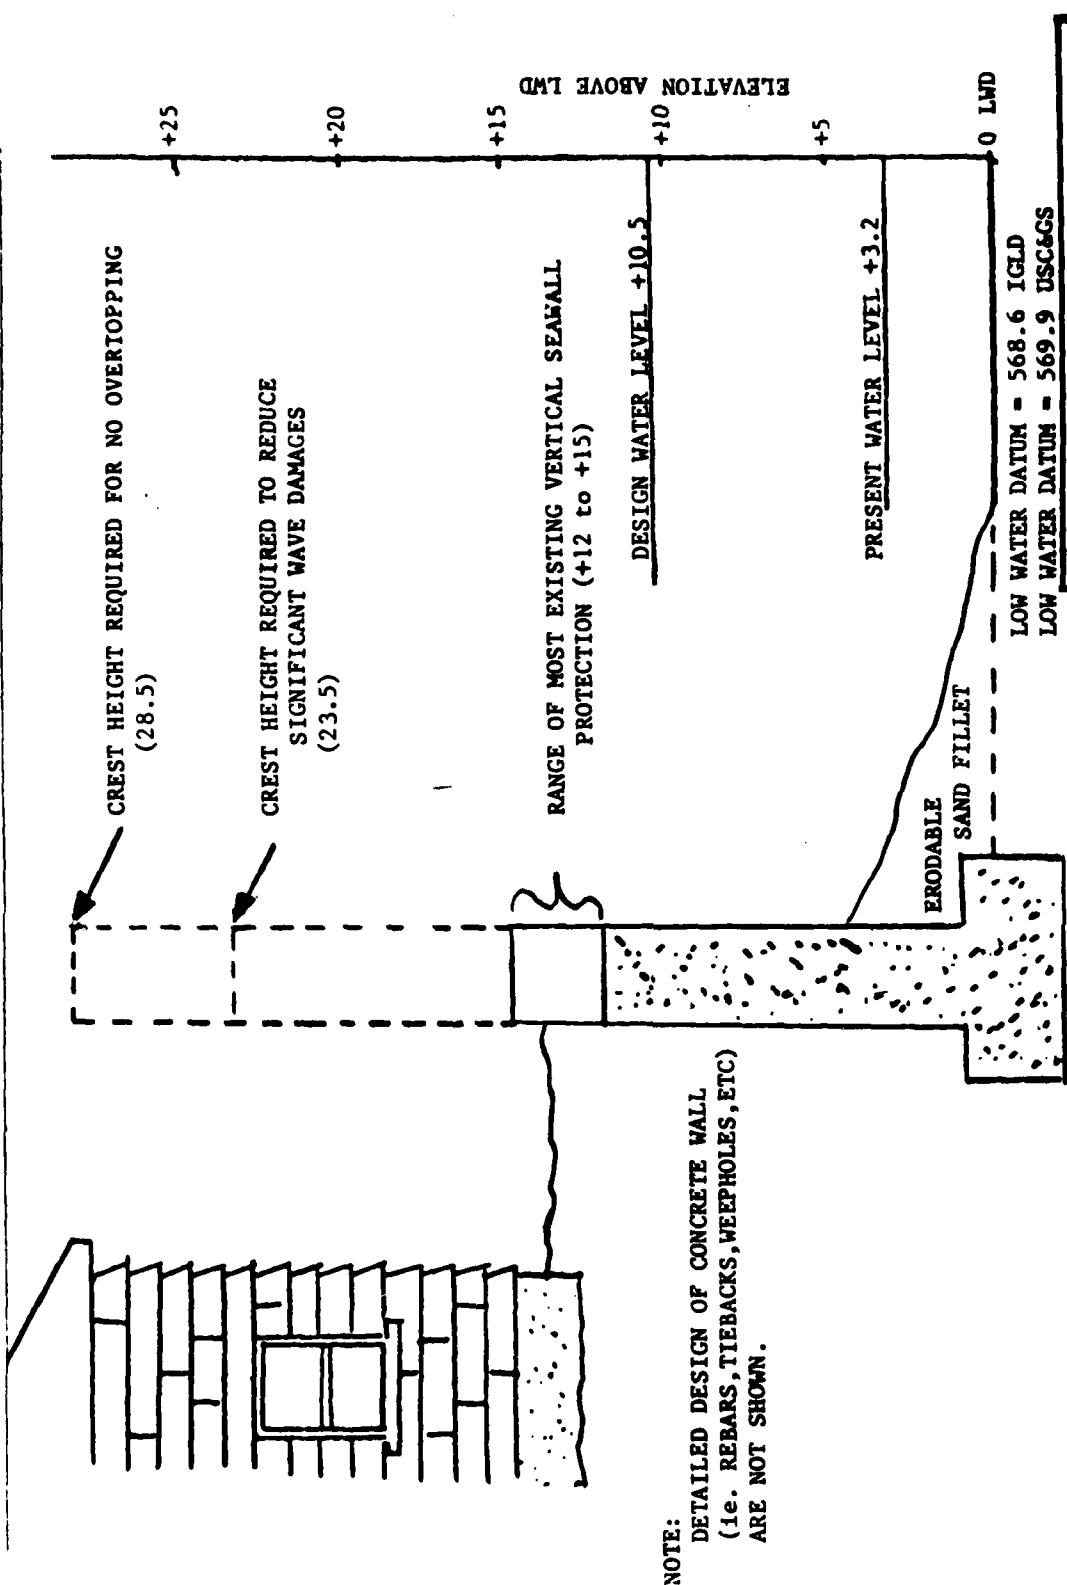 CREST HEIGHT REQUIRED FOR NO OVERTOPPING
(28.5)
CREST HEIGHT REQUIRED TO REDUCE
SIGNIFICANT WAVE DAMAGES
(23.5)
RANGE OF MOST EXISTING VERTICAL SEAWALL
PROTECTION (+12 to +15)
DESIGN WATER LEVEL +10.5
PRESENT WATER LEVEL +3.2
+25
+20
+15
+10
+5
0 LWD
ELEVATION ABOVE LWD
ERODABLE
SAND FILLET
LOW WATER DATUM = 568.6 IGLD
LOW WATER DATUM = 569.9 USC&GS
NOTE:
DETAILED DESIGN OF CONCRETE WALL
(ie. REBARS,TIEBACKS,WEEPHOLES,ETC)
ARE NOT SHOWN.